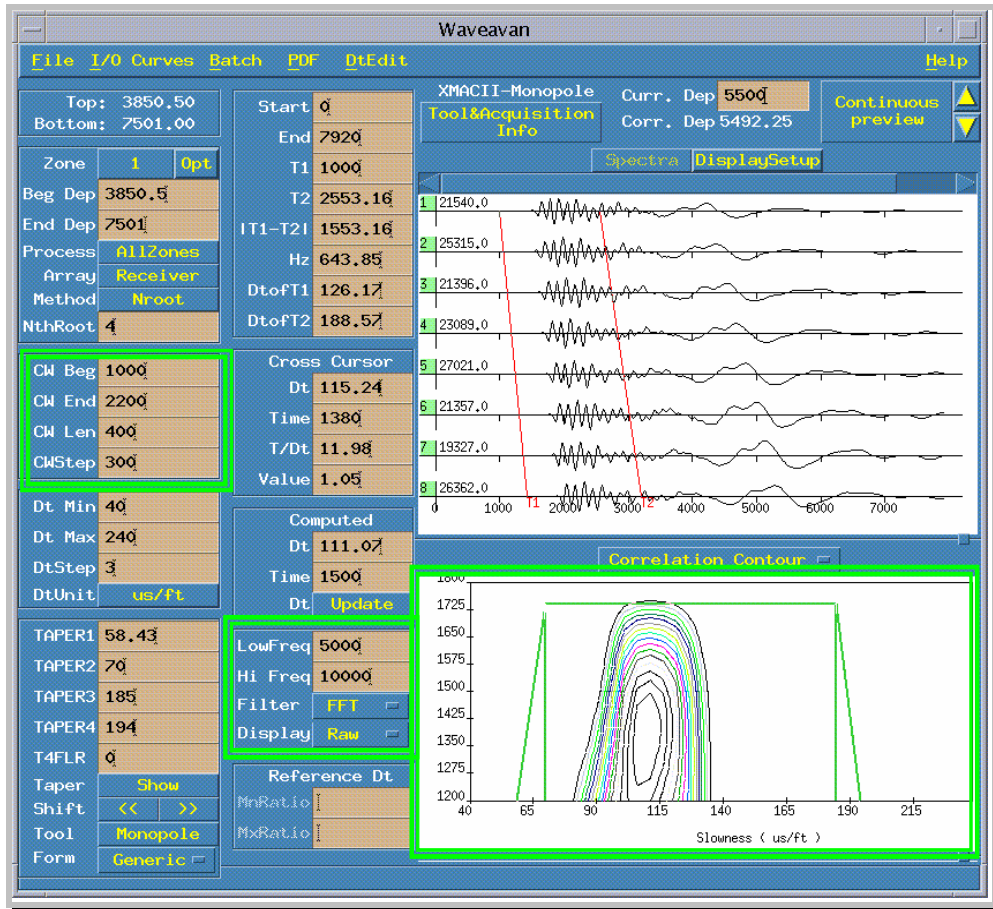 Waveavan
File I/O Curves Batch PDF DtEdit Help
Top: 3850.50
Bottom: 7501.00
Zone 1 Opt
Beg Dep 3850.5
End Dep 7501
Process AllZones
Array Receiver
Method Nroot
NthRoot 4
CW Beg 1000
CW End 2200
CW Len 400
CWStep 300
Dt Min 40
Dt Max 240
DtStep 3
DtUnit us/ft
TAPER1 58.43
TAPER2 70
TAPER3 185
TAPER4 194
T4FLR 0
Taper Show
Shift << >>
Tool Monopole
Form Generic
Start 0
End 7920
T1 1000
T2 2553.16
|T1-T2| 1553.16
Hz 643.85
DtofT1 126.17
DtofT2 188.57
Cross Cursor
Dt 115.24
Time 1380
T/Dt 11.98
Value 1.05
Computed
Dt 111.07
Time 1500
Dt Update
LowFreq 5000
Hi Freq 10000
Filter FFT
Display Raw
Reference Dt
MnRatio
MxRatio
XMACII-Monopole
Tool&Acquisition
Info
Curr. Dep 5500
Corr. Dep 5492.25
Continuous
preview
Spectra DisplaySetup
1 21540.0
2 25315.0
3 21396.0
4 23089.0
5 27021.0
6 21357.0
7 19327.0
8 26362.0
T1 T2
0 1000 2000 3000 4000 5000 6000 7000
Correlation Contour
1800
1725
1650
1575
1500
1425
1350
1275
1200
40 65 90 115 140 165 190 215
Slowness ( us/ft )